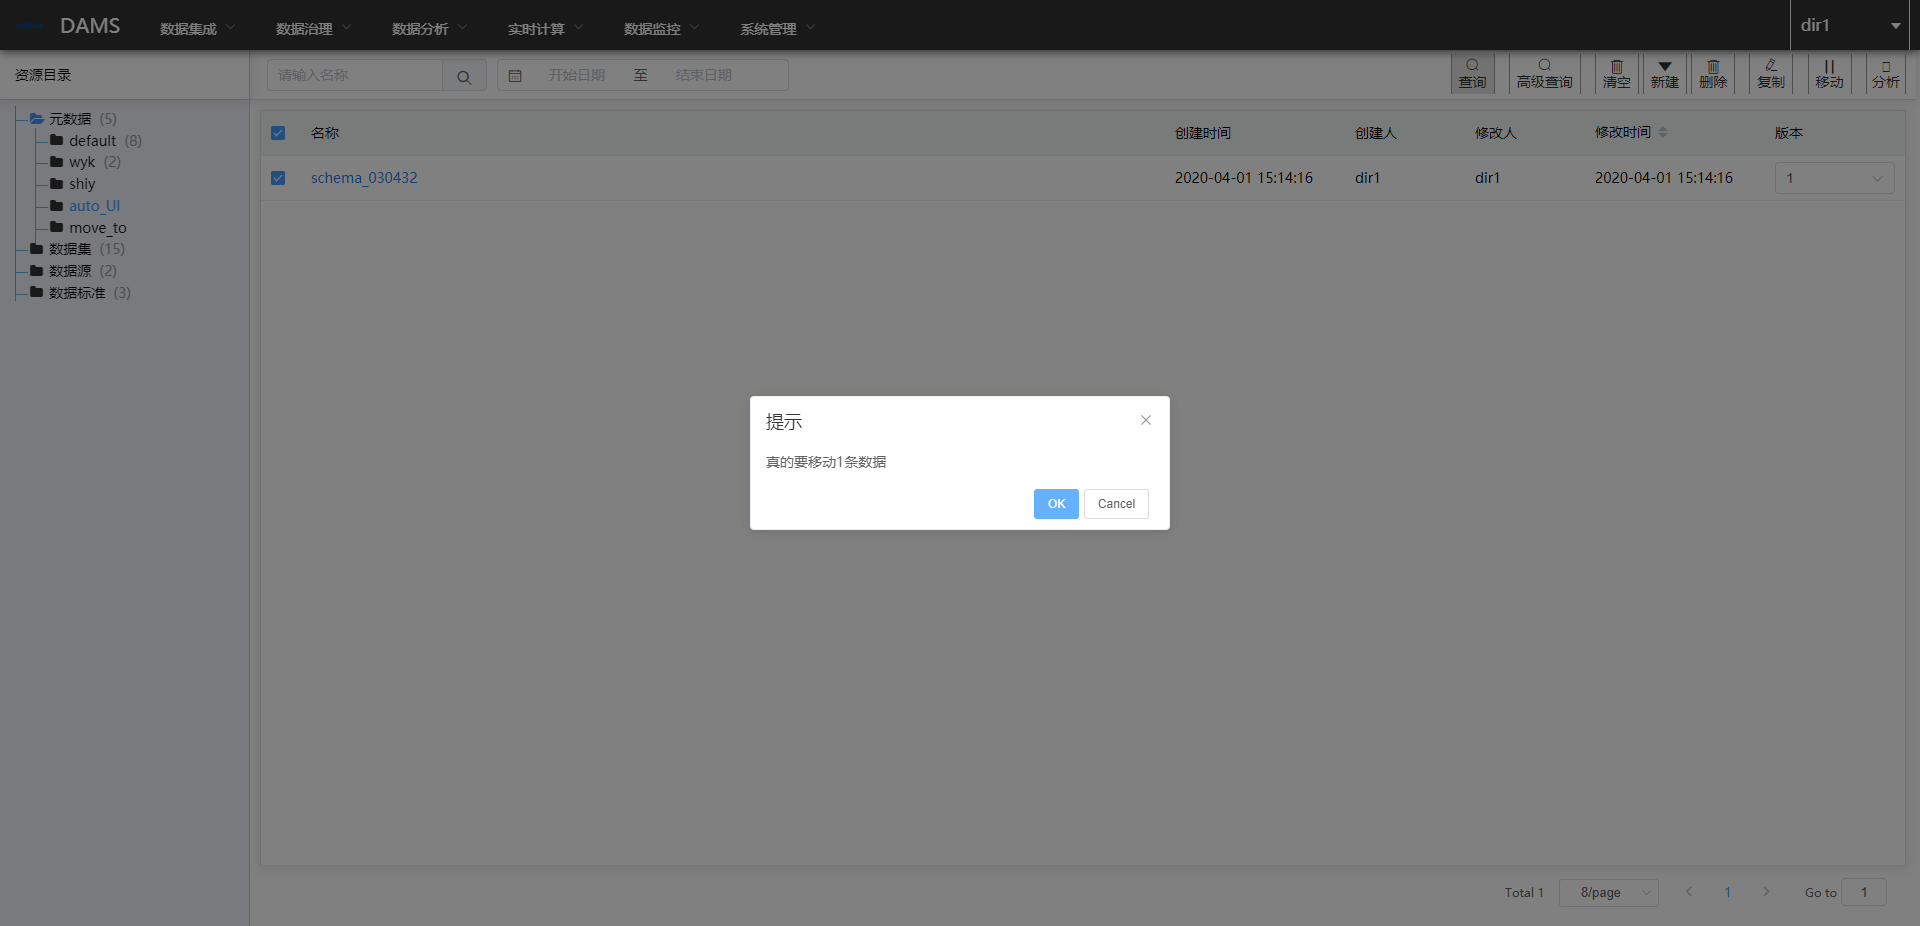 DAMS 数据集成 数据治理 数据分析 实时计算 数据监控 系统管理 dir1
资源目录
请输入名称 开始日期 至 结束日期 查询 高级查询 清空 新建 删除 复制 移动 分析
元数据 (5)
default (8)
wyk (2)
shiy
auto_UI
move_to
数据集 (15)
数据源 (2)
数据标准 (3)
名称 创建时间 创建人 修改人 修改时间 版本
schema_030432 2020-04-01 15:14:16 dir1 dir1 2020-04-01 15:14:16 1
提示
真的要移动1条数据
OK Cancel
Total 1 8/page 1 Go to 1